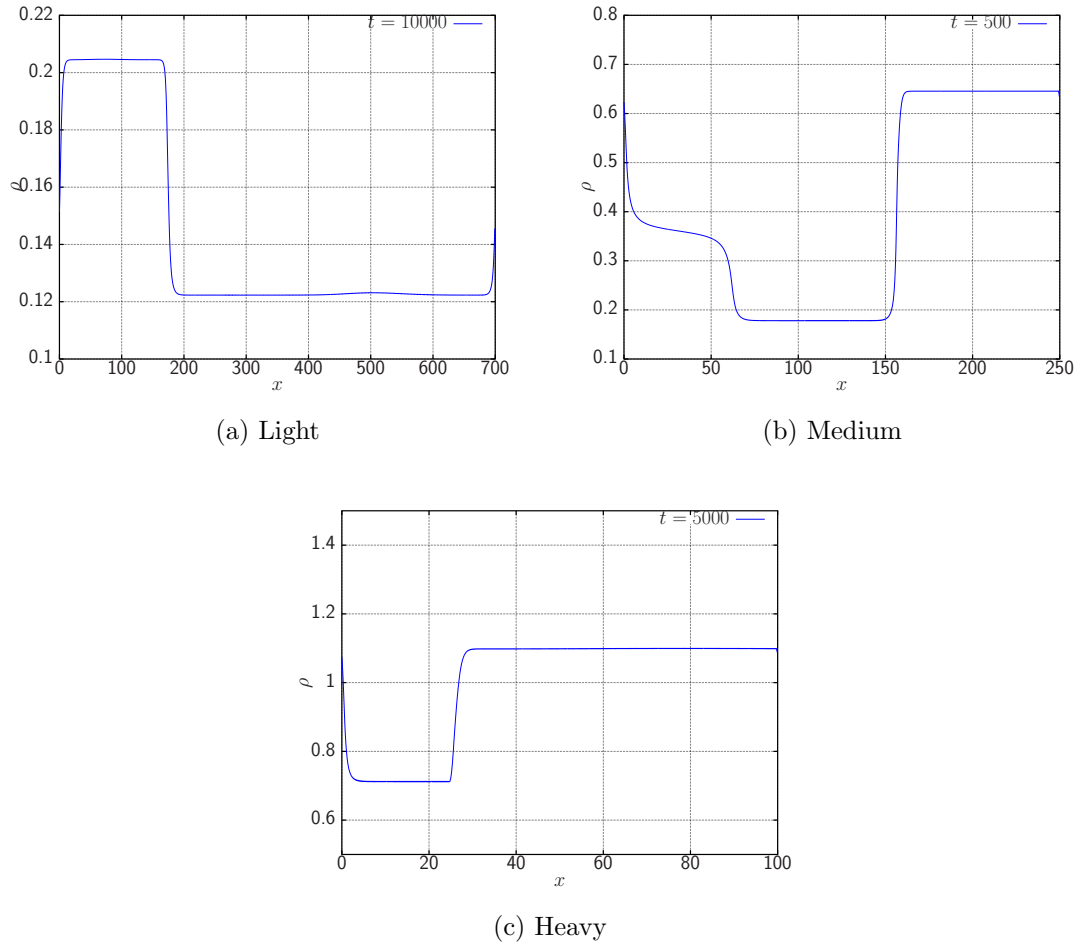 0.22
0.2
0.18
0.16
0.14
0.12
0.1
ρ
t = 10000
0 100 200 300 400 500 600 700
x
(a) Light
0.8
0.7
0.6
0.5
0.4
0.3
0.2
0.1
ρ
t = 500
0 50 100 150 200 250
x
(b) Medium
1.4
1.2
1
0.8
0.6
ρ
t = 5000
0 20 40 60 80 100
x
(c) Heavy